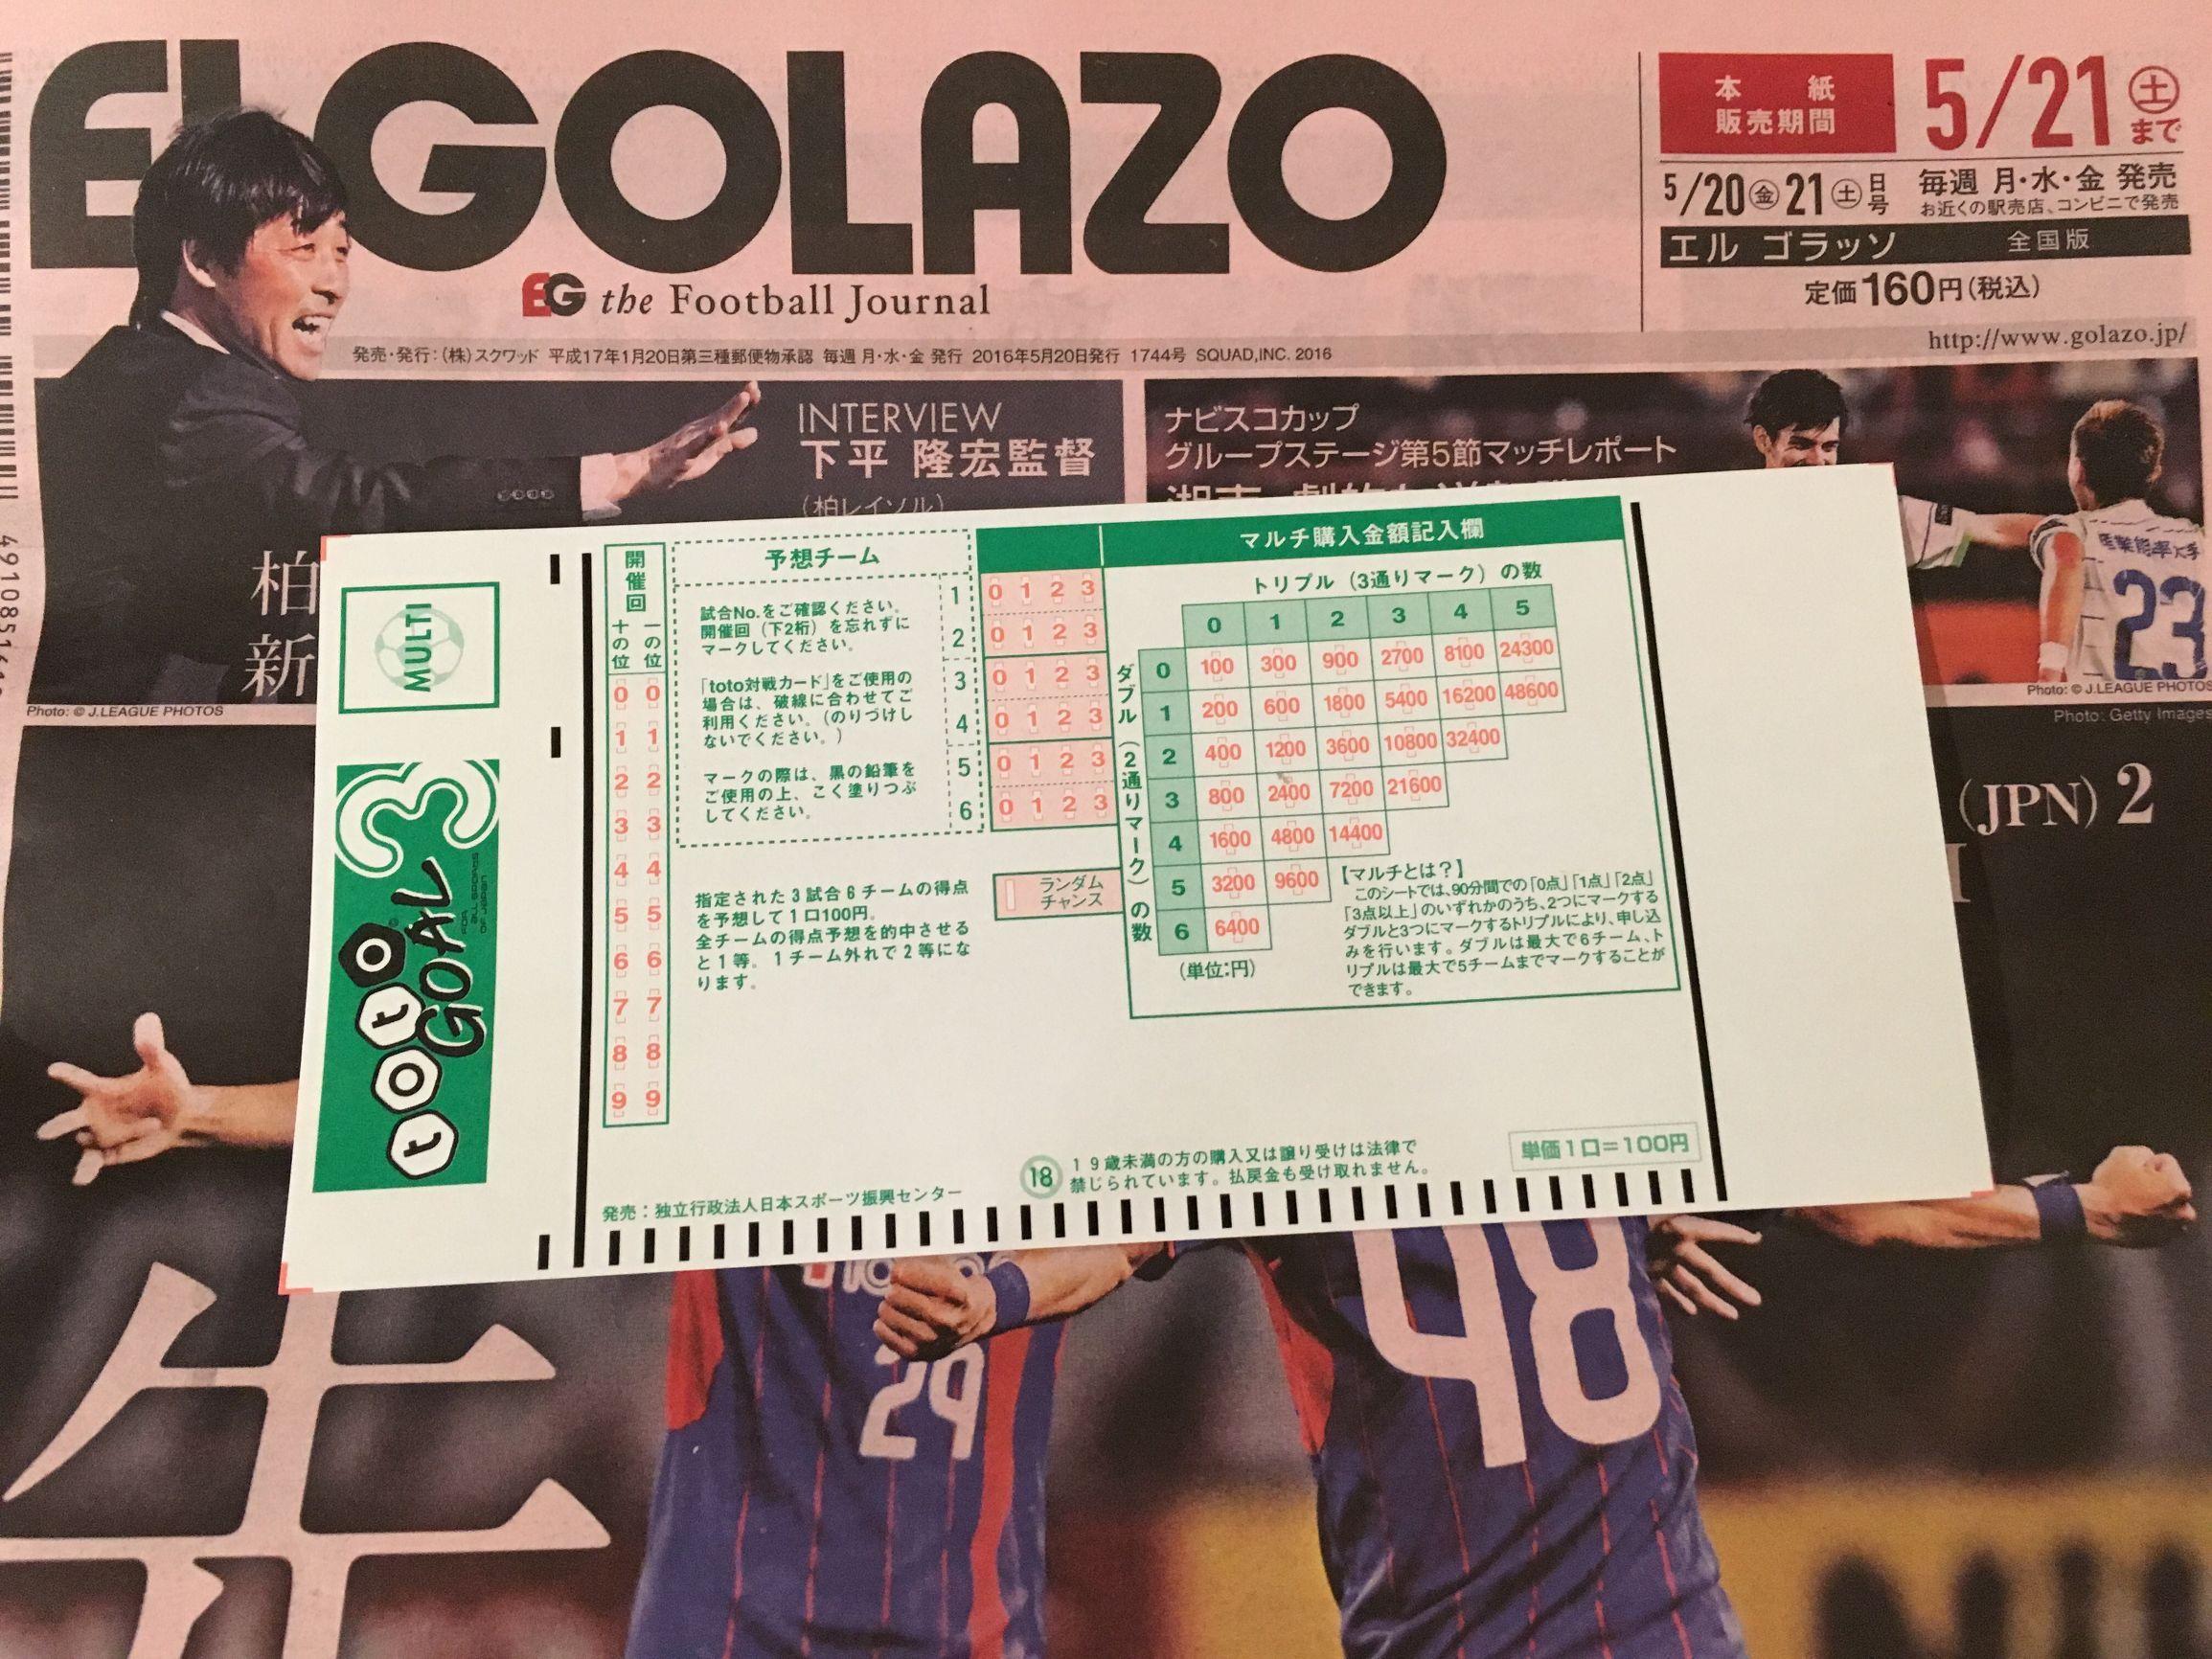 EL GOLAZO
EG the Football Journal
本紙
販売期間
5/21㊏まで
5/20㊎21㊏日号
毎週 月・水・金 発売
お近くの駅売店、コンビニで発売
エル ゴラッソ 全国版
定価160円(税込)
http://www.golazo.jp/
発売・発行:(株)スクワッド 平成17年1月20日第三種郵便物承認 毎週 月・水・金 発行 2016年5月20日発行 1744号 SQUAD,INC. 2016
INTERVIEW
下平 隆宏監督
(柏レイソル)
柏
新
Photo: © J.LEAGUE PHOTOS
ナビスコカップ
グループステージ第5節マッチレポート
23
Photo: © J.LEAGUE PHOTOS
Photo: Getty Images
(JPN) 2
MULTI
toto GOAL 3
開催回
十の位 一の位
0 0
1 1
2 2
3 3
4 4
5 5
6 6
7 7
8 8
9 9
予想チーム
試合No.をご確認ください。
開催回(下2桁)を忘れずに
マークしてください。
「toto対戦カード」をご使用の
場合は、破線に合わせてご
利用ください。(のりづけし
ないでください。)
マークの際は、黒の鉛筆を
ご使用の上、こく塗りつぶ
してください。
1 0 1 2 3
2 0 1 2 3
3 0 1 2 3
4 0 1 2 3
5 0 1 2 3
6 0 1 2 3
ランダム
チャンス
指定された3試合6チームの得点
を予想して1口100円。
全チームの得点予想を的中させる
と1等。1チーム外れで2等にな
ります。
マルチ購入金額記入欄
トリプル(3通りマーク)の数
ダブル(2通りマーク)の数
0 1 2 3 4 5
0 100 300 900 2700 8100 24300
1 200 600 1800 5400 16200 48600
2 400 1200 3600 10800 32400
3 800 2400 7200 21600
4 1600 4800 14400
5 3200 9600
6 6400
(単位:円)
【マルチとは?】
このシートでは、90分間での「0点」「1点」「2点」
「3点以上」のいずれかのうち、2つにマークする
ダブルと3つにマークするトリプルにより、申し込
みを行います。ダブルは最大で6チーム、ト
リプルは最大で5チームまでマークすることが
できます。
単価1口=100円
18
19歳未満の方の購入又は譲り受けは法律で
禁じられています。払戻金も受け取れません。
発売:独立行政法人日本スポーツ振興センター
29
48